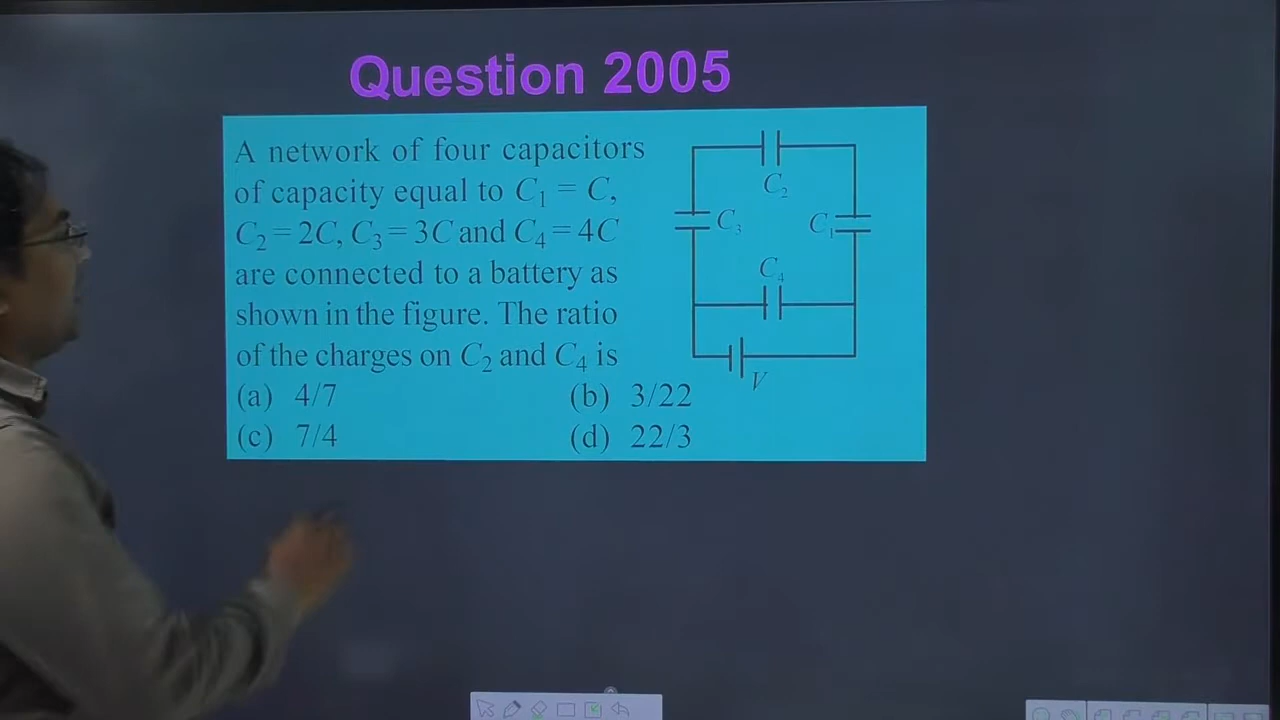 Question 2005
A network of four capacitors
of capacity equal to C₁ = C,
C₂ = 2C, C₃ = 3C and C₄ = 4C
are connected to a battery as
shown in the figure. The ratio
of the charges on C₂ and C₄ is
(a) 4/7 (b) 3/22
(c) 7/4 (d) 22/3
C₂
C₃ C₁
C₄
V